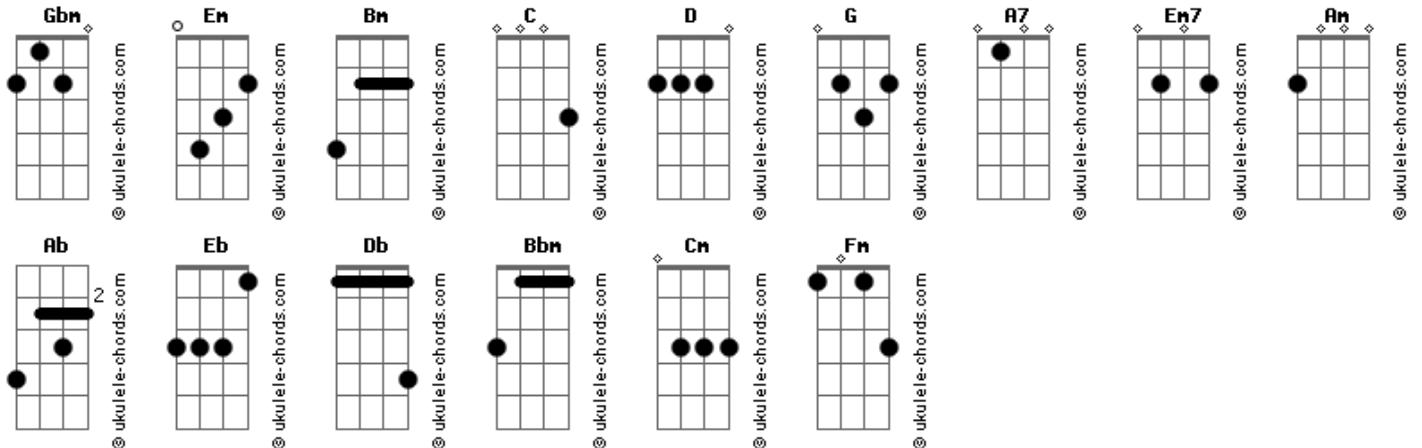 Gbm Em Bm C D G A7 Em7 Am
© ukulele-chords.com © ukulele-chords.com © ukulele-chords.com © ukulele-chords.com © ukulele-chords.com © ukulele-chords.com © ukulele-chords.com © ukulele-chords.com © ukulele-chords.com
Ab Eb Db Bbm Cm Fm
2
© ukulele-chords.com © ukulele-chords.com © ukulele-chords.com © ukulele-chords.com © ukulele-chords.com © ukulele-chords.com